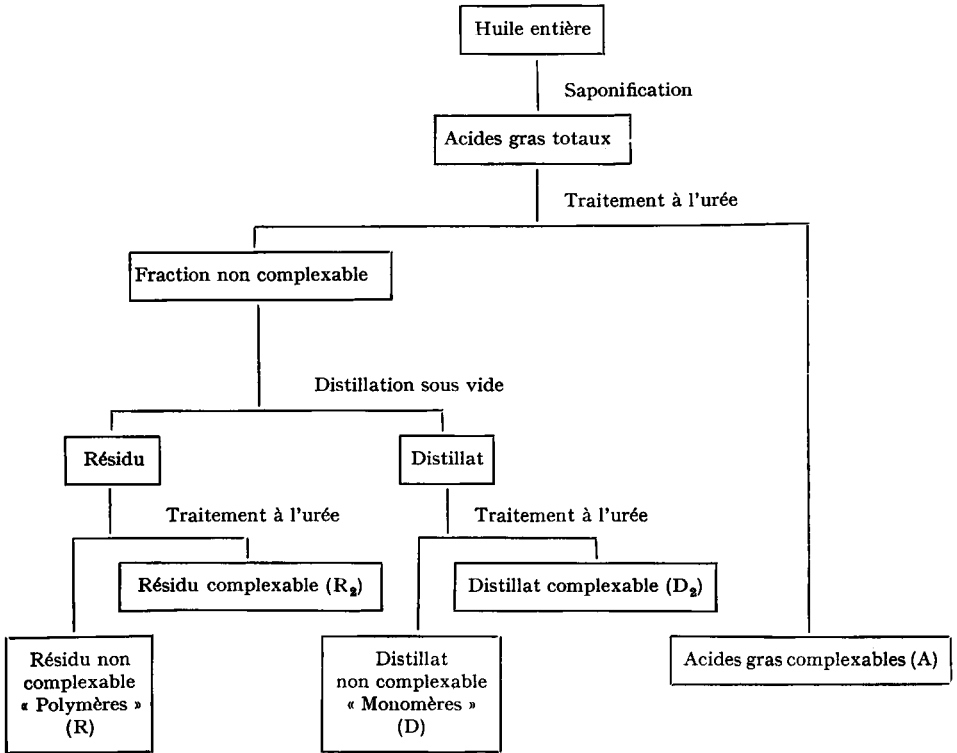 Huile entière
Saponification
Acides gras totaux
Traitement à l'urée
Fraction non complexable
Distillation sous vide
Résidu
Distillat
Traitement à l'urée
Traitement à l'urée
Résidu complexable (R₂)
Distillat complexable (D₂)
Résidu non
complexable
« Polymères »
(R)
Distillat
non complexable
« Monomères »
(D)
Acides gras complexables (A)